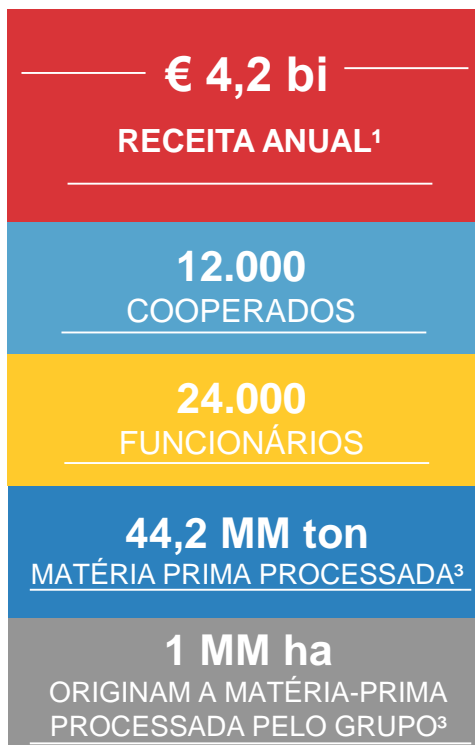 € 4,2 bi
RECEITA ANUAL¹
12.000
COOPERADOS
24.000
FUNCIONÁRIOS
44,2 MM ton
MATÉRIA PRIMA PROCESSADA³
1 MM ha
ORIGINAM A MATÉRIA-PRIMA
PROCESSADA PELO GRUPO³